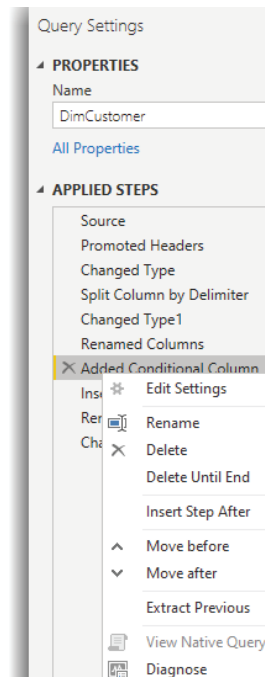 Query Settings
PROPERTIES
Name
DimCustomer
All Properties
APPLIED STEPS
Source
Promoted Headers
Changed Type
Split Column by Delimiter
Changed Type1
Renamed Columns
Added Conditional Column
Edit Settings
Rename
Delete
Delete Until End
Insert Step After
Move before
Move after
Extract Previous
View Native Query
Diagnose